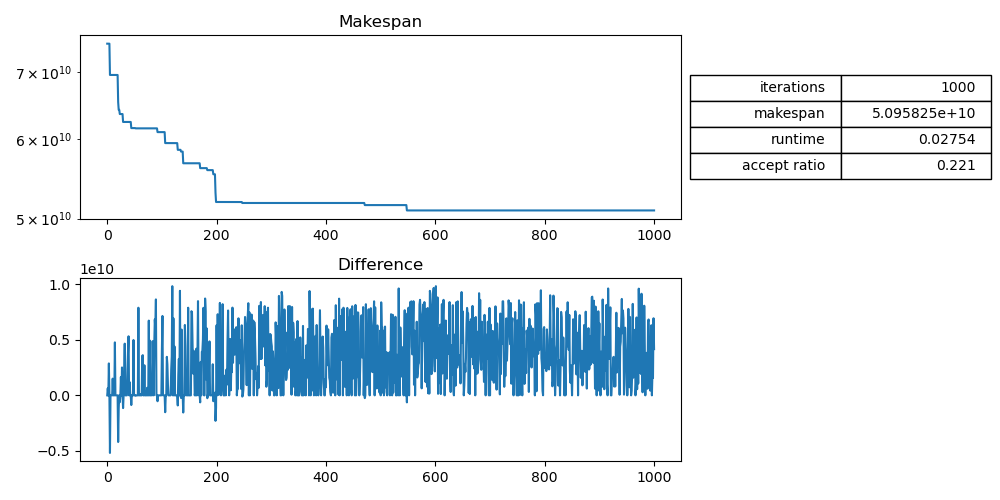 Makespan
7 × 10^10
6 × 10^10
5 × 10^10
0 200 400 600 800 1000
iterations 1000
makespan 5.095825e+10
runtime 0.02754
accept ratio 0.221
Difference
1e10
1.0
0.5
0.0
−0.5
0 200 400 600 800 1000